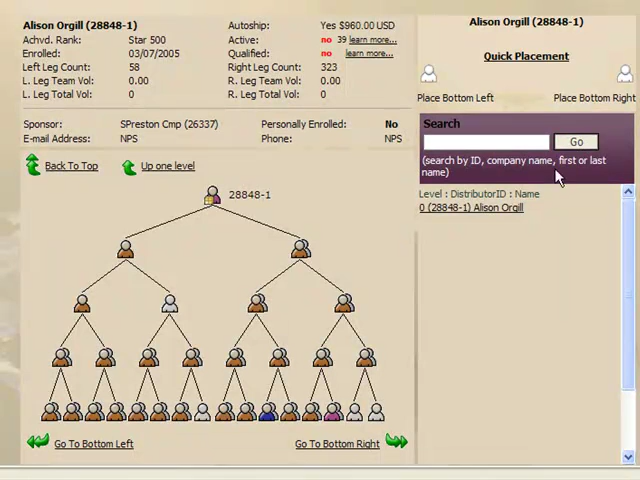 Alison Orgill (28848-1)
Achvd. Rank: Star 500
Enrolled: 03/07/2005
Left Leg Count: 58
L. Leg Team Vol: 0.00
L. Leg Total Vol: 0
Autoship: Yes $960.00 USD
Active: no 39 learn more...
Qualified: no learn more...
Right Leg Count: 323
R. Leg Team Vol: 0.00
R. Leg Total Vol: 0
Sponsor: SPreston Cmp (26337)
E-mail Address: NPS
Personally Enrolled: No
Phone: NPS
Back To Top
Up one level
28848-1
Go To Bottom Left
Go To Bottom Right
Alison Orgill (28848-1)
Quick Placement
Place Bottom Left
Place Bottom Right
Search
Go
(search by ID, company name, first or last
name)
Level : DistributorID : Name
0 (28848-1) Alison Orgill